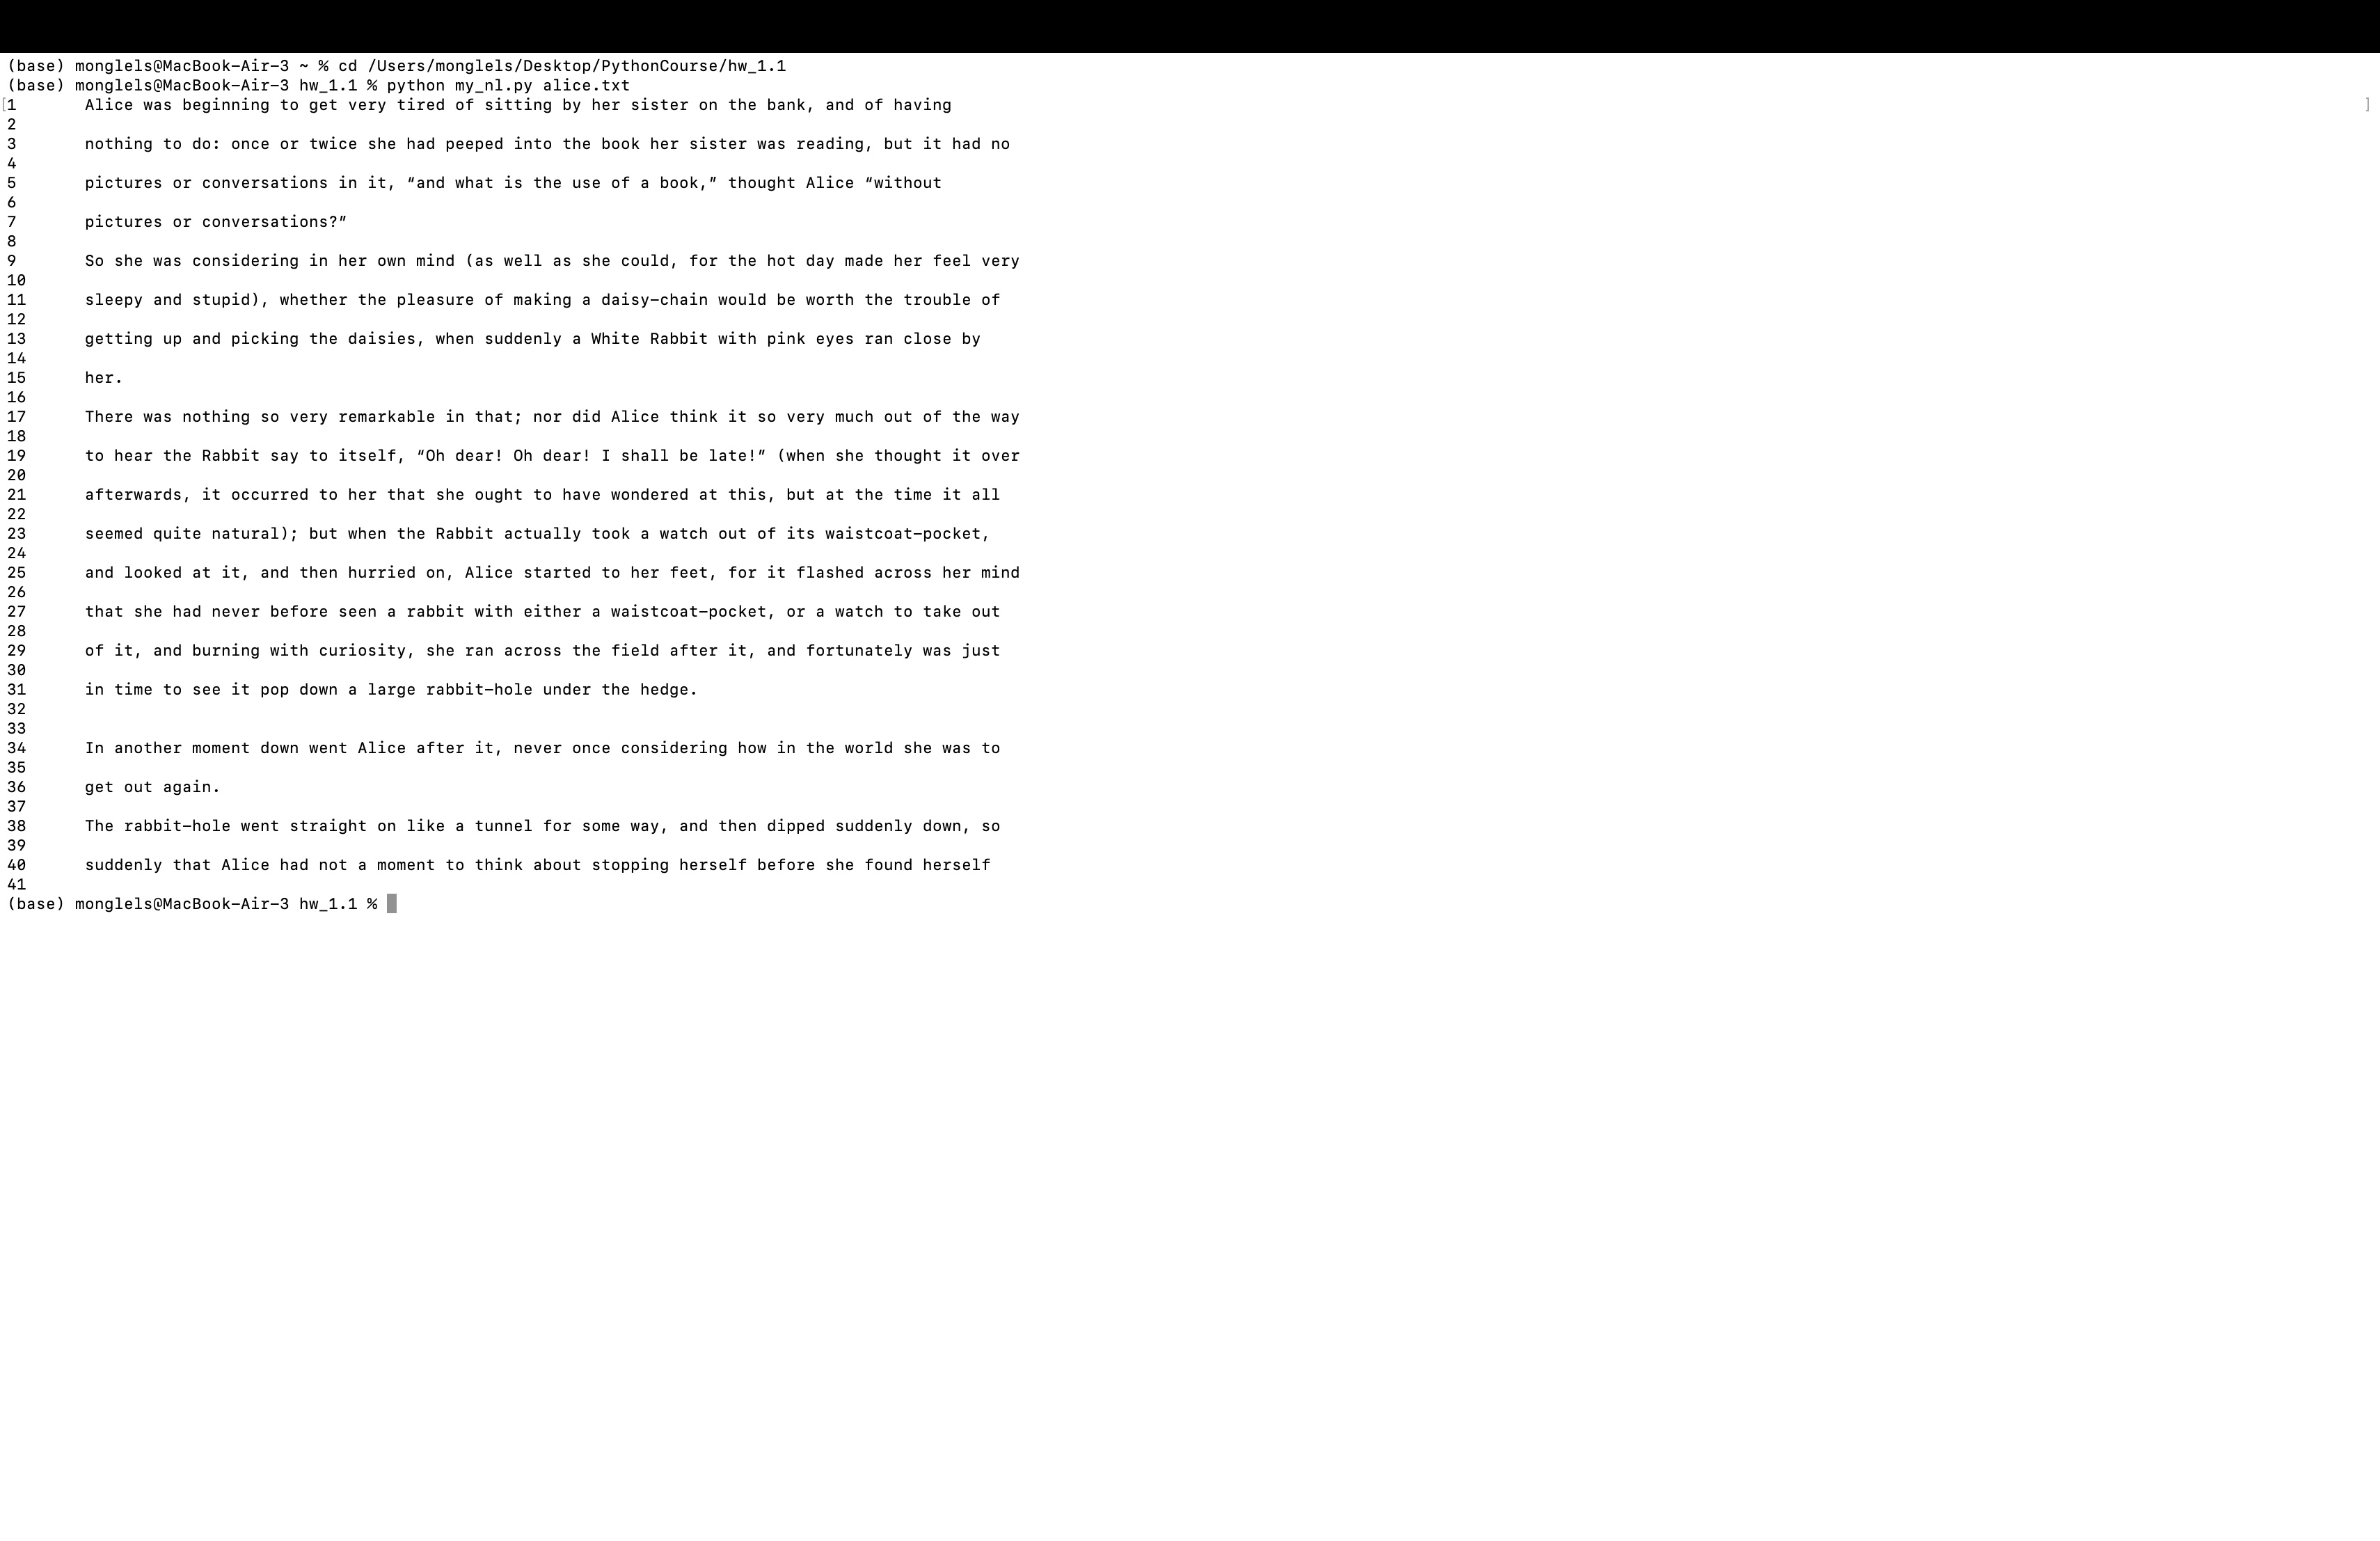 (base) monglels@MacBook-Air-3 ~ % cd /Users/monglels/Desktop/PythonCourse/hw_1.1
(base) monglels@MacBook-Air-3 hw_1.1 % python my_nl.py alice.txt
[1       Alice was beginning to get very tired of sitting by her sister on the bank, and of having ]
2
3       nothing to do: once or twice she had peeped into the book her sister was reading, but it had no
4
5       pictures or conversations in it, “and what is the use of a book,” thought Alice “without
6
7       pictures or conversations?”
8
9       So she was considering in her own mind (as well as she could, for the hot day made her feel very
10
11      sleepy and stupid), whether the pleasure of making a daisy-chain would be worth the trouble of
12
13      getting up and picking the daisies, when suddenly a White Rabbit with pink eyes ran close by
14
15      her.
16
17      There was nothing so very remarkable in that; nor did Alice think it so very much out of the way
18
19      to hear the Rabbit say to itself, “Oh dear! Oh dear! I shall be late!” (when she thought it over
20
21      afterwards, it occurred to her that she ought to have wondered at this, but at the time it all
22
23      seemed quite natural); but when the Rabbit actually took a watch out of its waistcoat-pocket,
24
25      and looked at it, and then hurried on, Alice started to her feet, for it flashed across her mind
26
27      that she had never before seen a rabbit with either a waistcoat-pocket, or a watch to take out
28
29      of it, and burning with curiosity, she ran across the field after it, and fortunately was just
30
31      in time to see it pop down a large rabbit-hole under the hedge.
32
33
34      In another moment down went Alice after it, never once considering how in the world she was to
35
36      get out again.
37
38      The rabbit-hole went straight on like a tunnel for some way, and then dipped suddenly down, so
39
40      suddenly that Alice had not a moment to think about stopping herself before she found herself
41
(base) monglels@MacBook-Air-3 hw_1.1 %